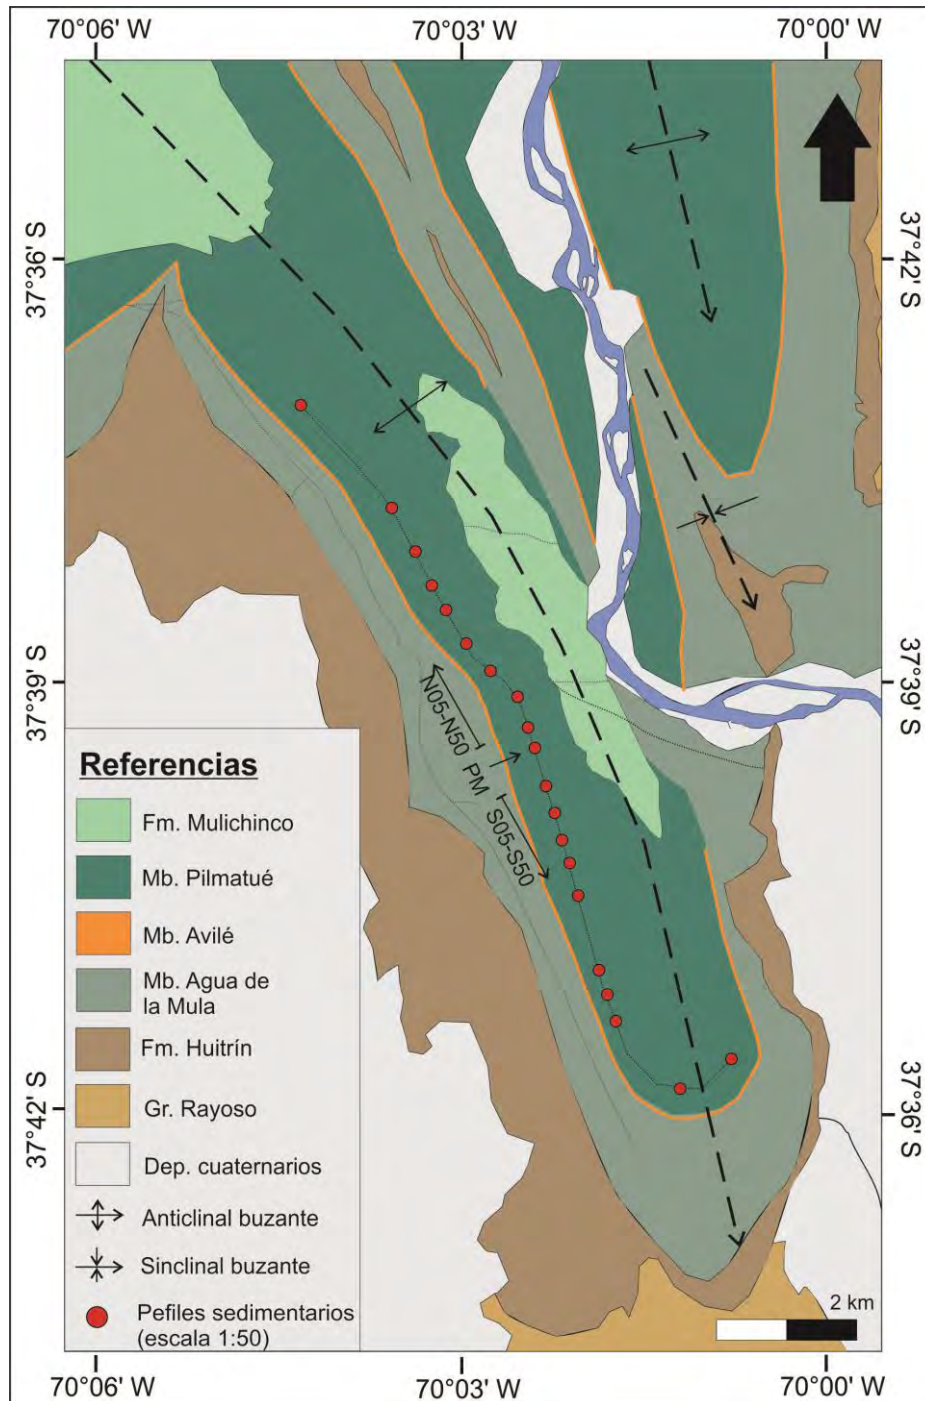 70°06' W
70°03' W
70°00' W
37°36' S
37°42' S
37°39' S
37°39' S
N05-N50
PM
S05-S50
37°42' S
37°36' S
Referencias
Fm. Mulichinco
Mb. Pilmatué
Mb. Avilé
Mb. Agua de
la Mula
Fm. Huitrín
Gr. Rayoso
Dep. cuaternarios
Anticlinal buzante
Sinclinal buzante
Pefiles sedimentarios
(escala 1:50)
2 km
70°06' W
70°03' W
70°00' W